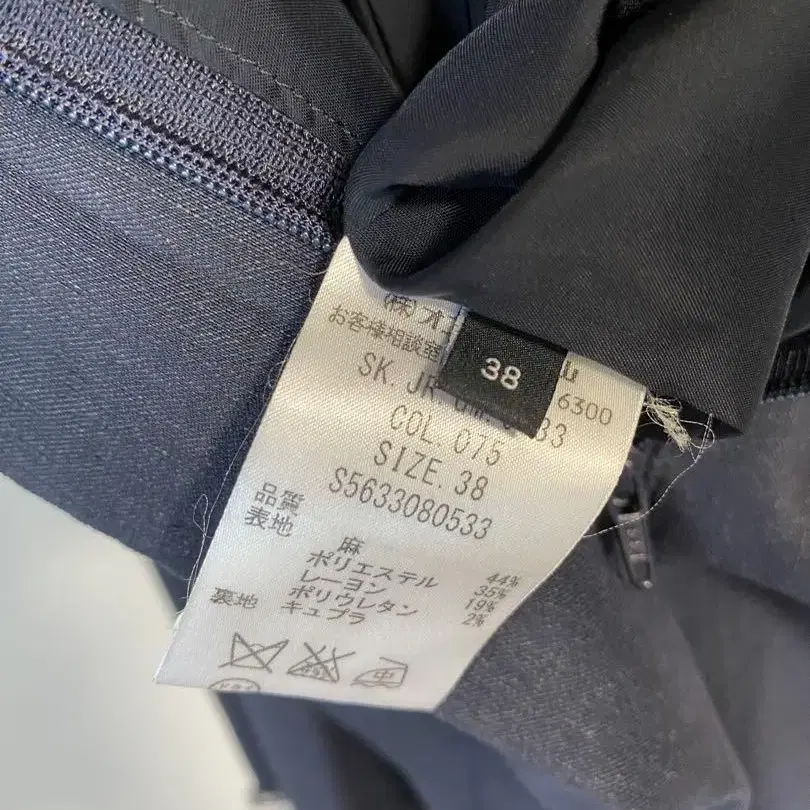 (株)オ
お客様相談室
38
6300
SK. JR
33
COL. 075
SIZE. 38
S5633080533
品質
表地 麻 44%
ポリエステル 35%
レーヨン 19%
ポリウレタン 2%
裏地 キュプラ
中